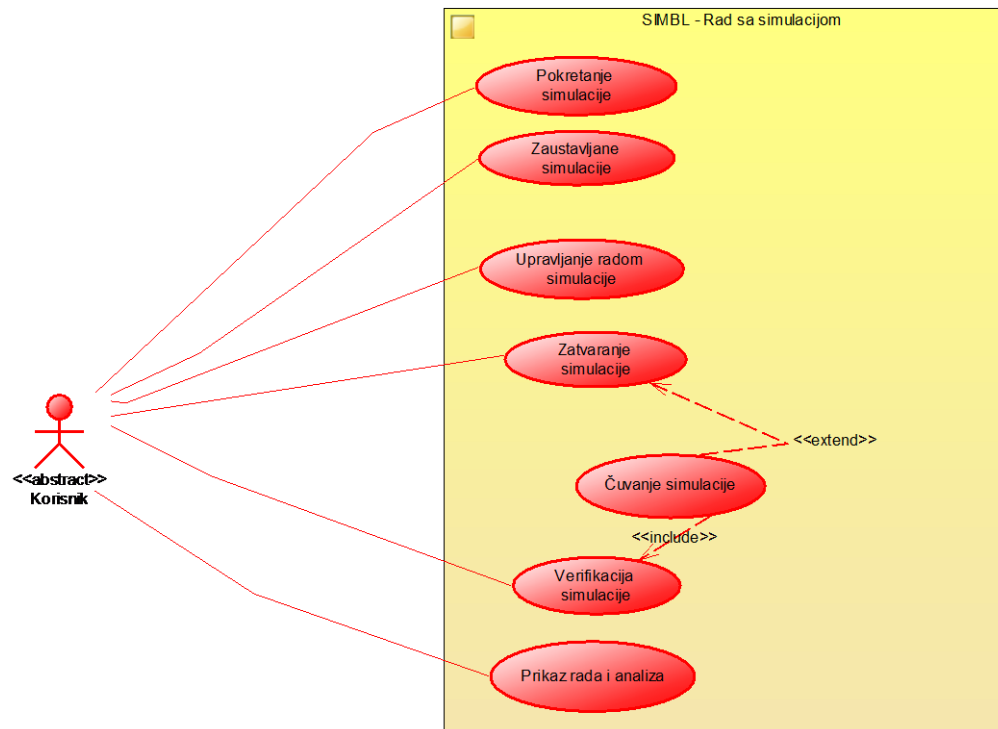 SIMBL - Rad sa simulacijom
Pokretanje
simulacije
Zaustavljane
simulacije
Upravljanje radom
simulacije
Zatvaranje
simulacije
<<extend>>
Čuvanje simulacije
<<include>>
Verifikacija
simulacije
Prikaz rada i analiza
<<abstract>>
Korisnik